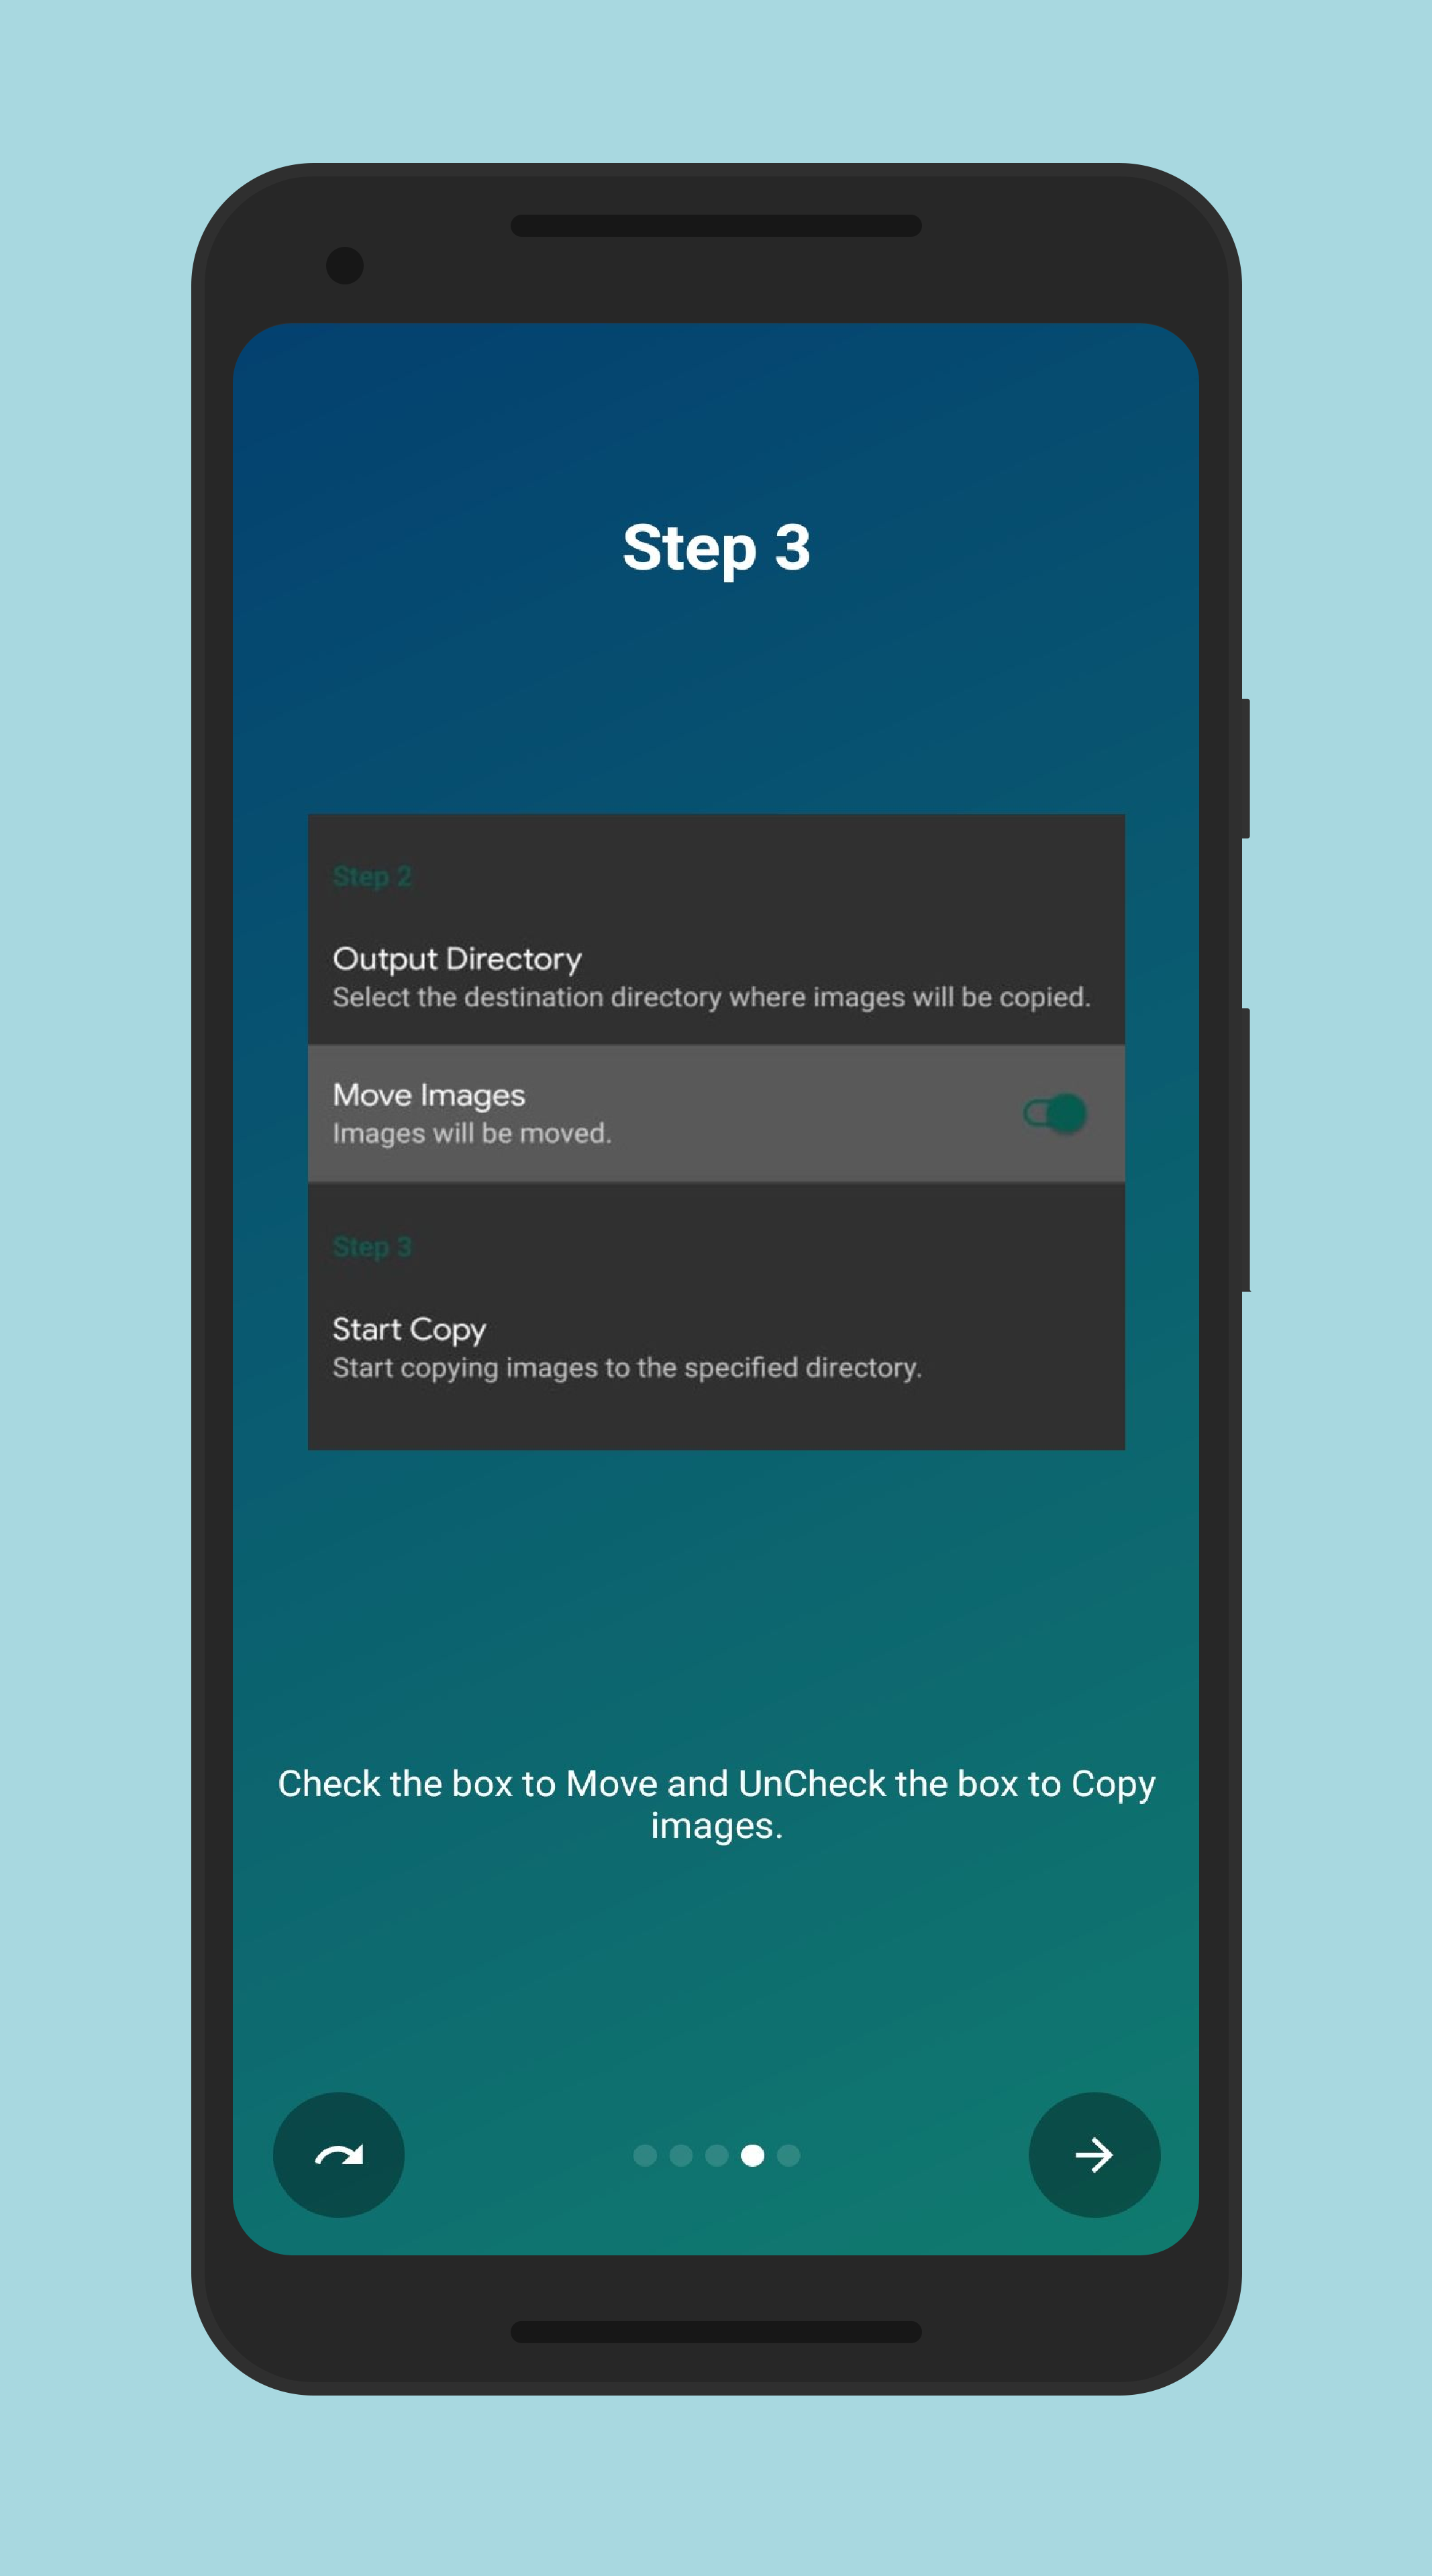 Step 3
Step 2
Output Directory
Select the destination directory where images will be copied.
Move Images
Images will be moved.
Step 3
Start Copy
Start copying images to the specified directory.
Check the box to Move and UnCheck the box to Copy
images.